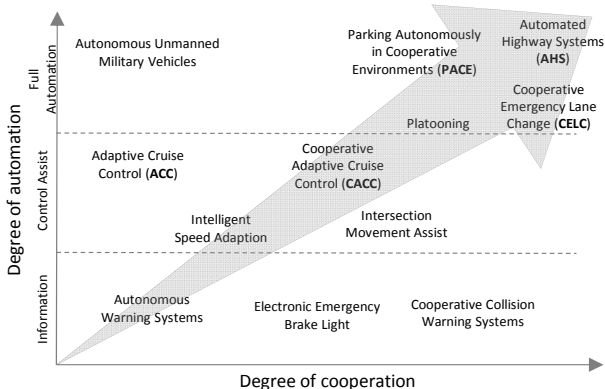 Autonomous Unmanned
Military Vehicles
Parking Autonomously
in Cooperative
Environments (PACE)
Automated
Highway Systems
(AHS)
Cooperative
Emergency Lane
Change (CELC)
Platooning
Adaptive Cruise
Control (ACC)
Cooperative
Adaptive Cruise
Control (CACC)
Intelligent
Speed Adaption
Intersection
Movement Assist
Autonomous
Warning Systems
Electronic Emergency
Brake Light
Cooperative Collision
Warning Systems
Degree of automation
Full
Automation
Control Assist
Information
Degree of cooperation